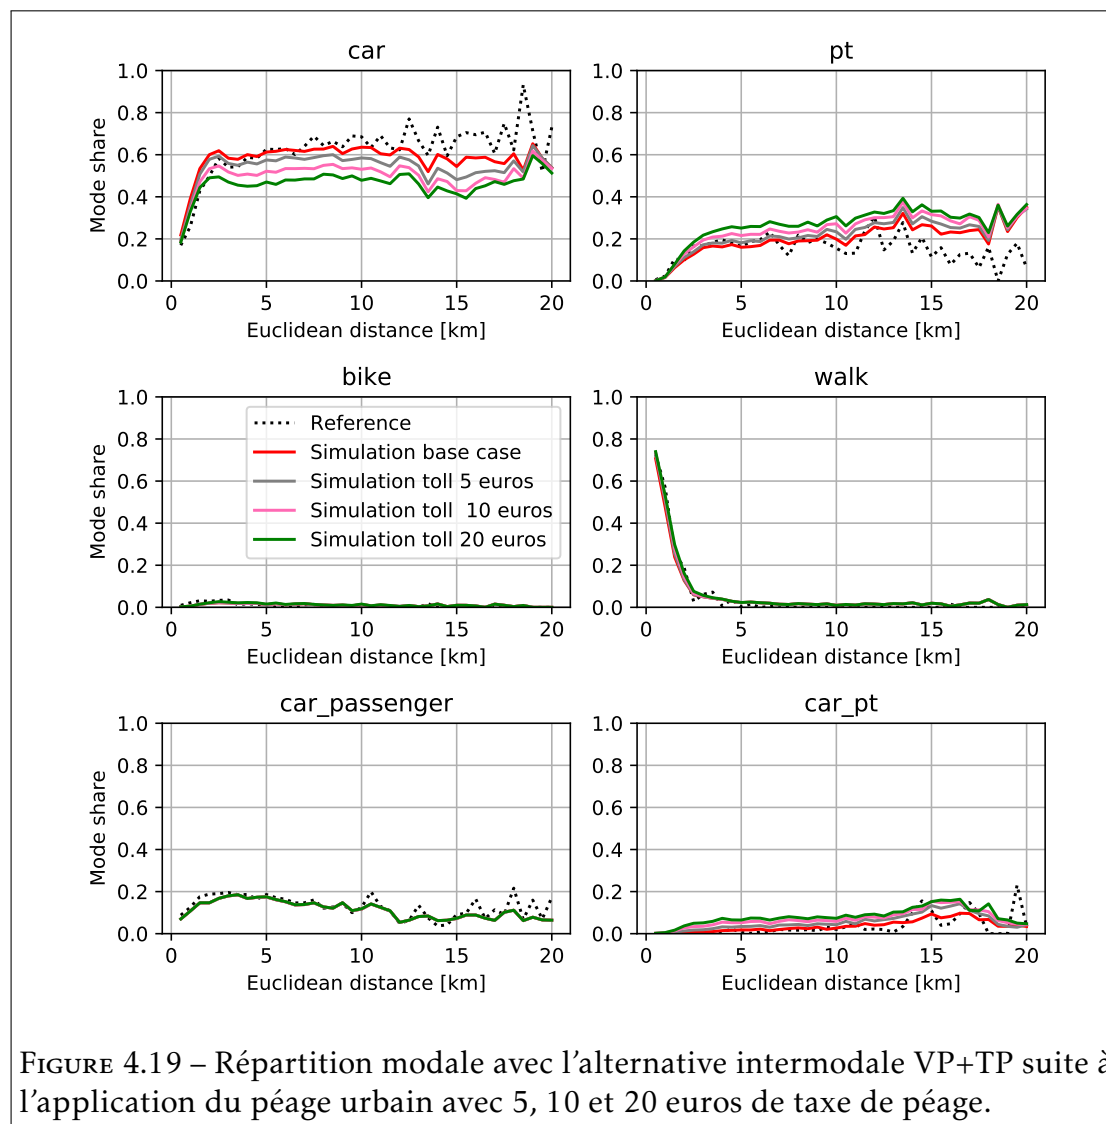 car
1.0
0.8
0.6
0.4
0.2
0.0
Mode share
0 5 10 15 20
Euclidean distance [km]
pt
1.0
0.8
0.6
0.4
0.2
0.0
0 5 10 15 20
Euclidean distance [km]
bike
1.0
0.8
0.6
0.4
0.2
0.0
Mode share
Reference
Simulation base case
Simulation toll 5 euros
Simulation toll  10 euros
Simulation toll 20 euros
0 5 10 15 20
Euclidean distance [km]
walk
1.0
0.8
0.6
0.4
0.2
0.0
0 5 10 15 20
Euclidean distance [km]
car_passenger
1.0
0.8
0.6
0.4
0.2
0.0
Mode share
0 5 10 15 20
Euclidean distance [km]
car_pt
1.0
0.8
0.6
0.4
0.2
0.0
0 5 10 15 20
Euclidean distance [km]
Figure 4.19 – Répartition modale avec l'alternative intermodale VP+TP suite à
l'application du péage urbain avec 5, 10 et 20 euros de taxe de péage.